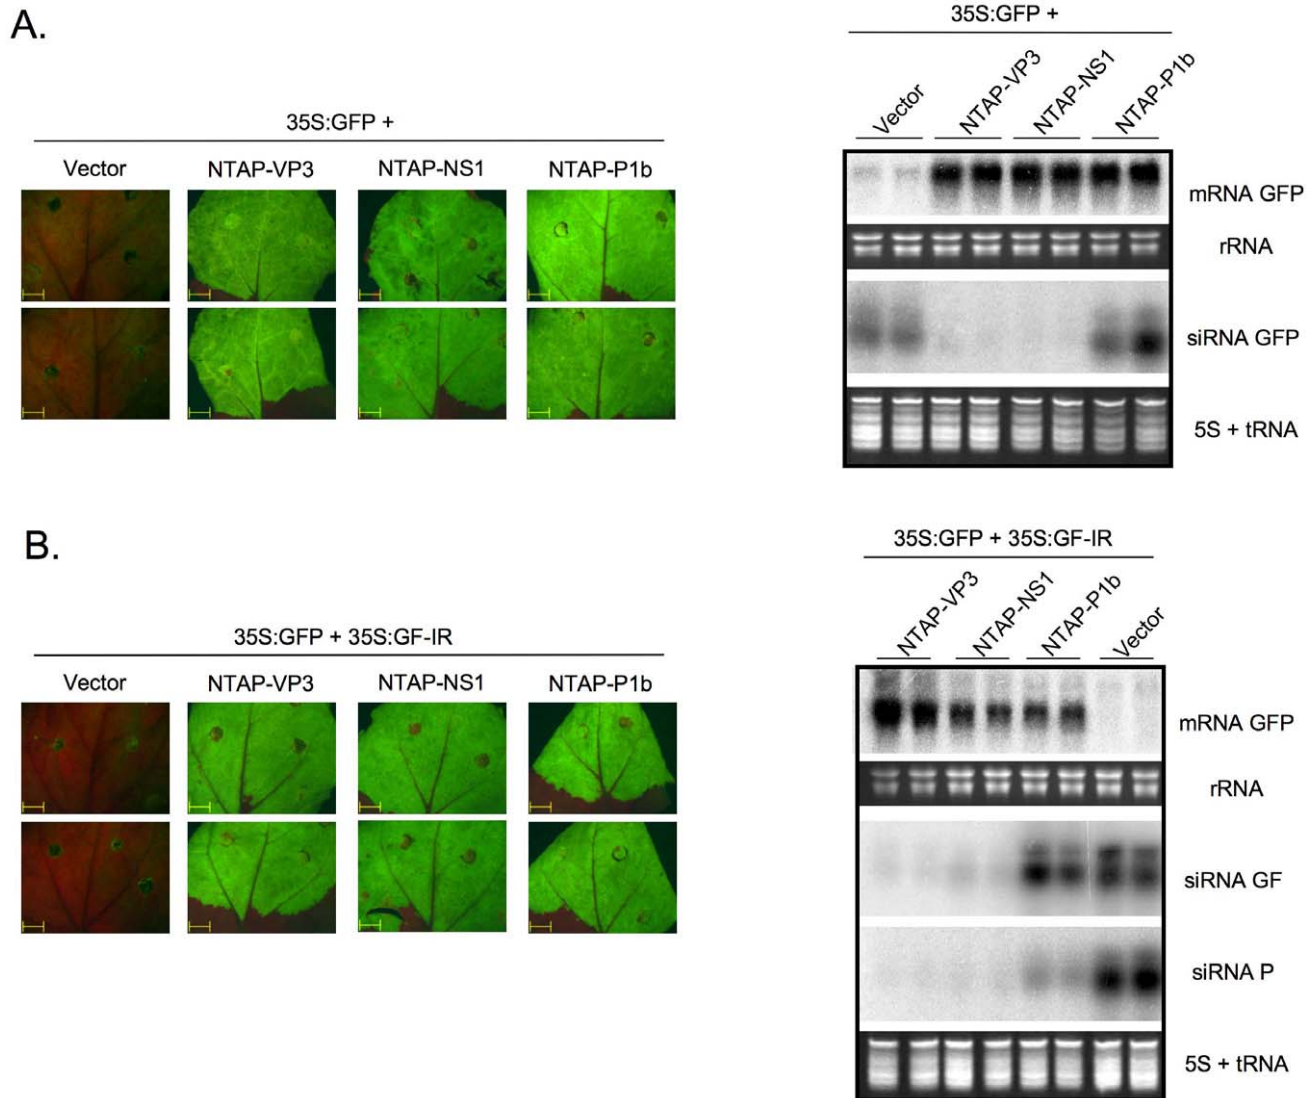 A.
35S:GFP +
Vector NTAP-VP3 NTAP-NS1 NTAP-P1b
35S:GFP +
Vector NTAP-VP3 NTAP-NS1 NTAP-P1b
mRNA GFP
rRNA
siRNA GFP
5S + tRNA
B.
35S:GFP + 35S:GF-IR
Vector NTAP-VP3 NTAP-NS1 NTAP-P1b
35S:GFP + 35S:GF-IR
NTAP-VP3 NTAP-NS1 NTAP-P1b Vector
mRNA GFP
rRNA
siRNA GF
siRNA P
5S + tRNA